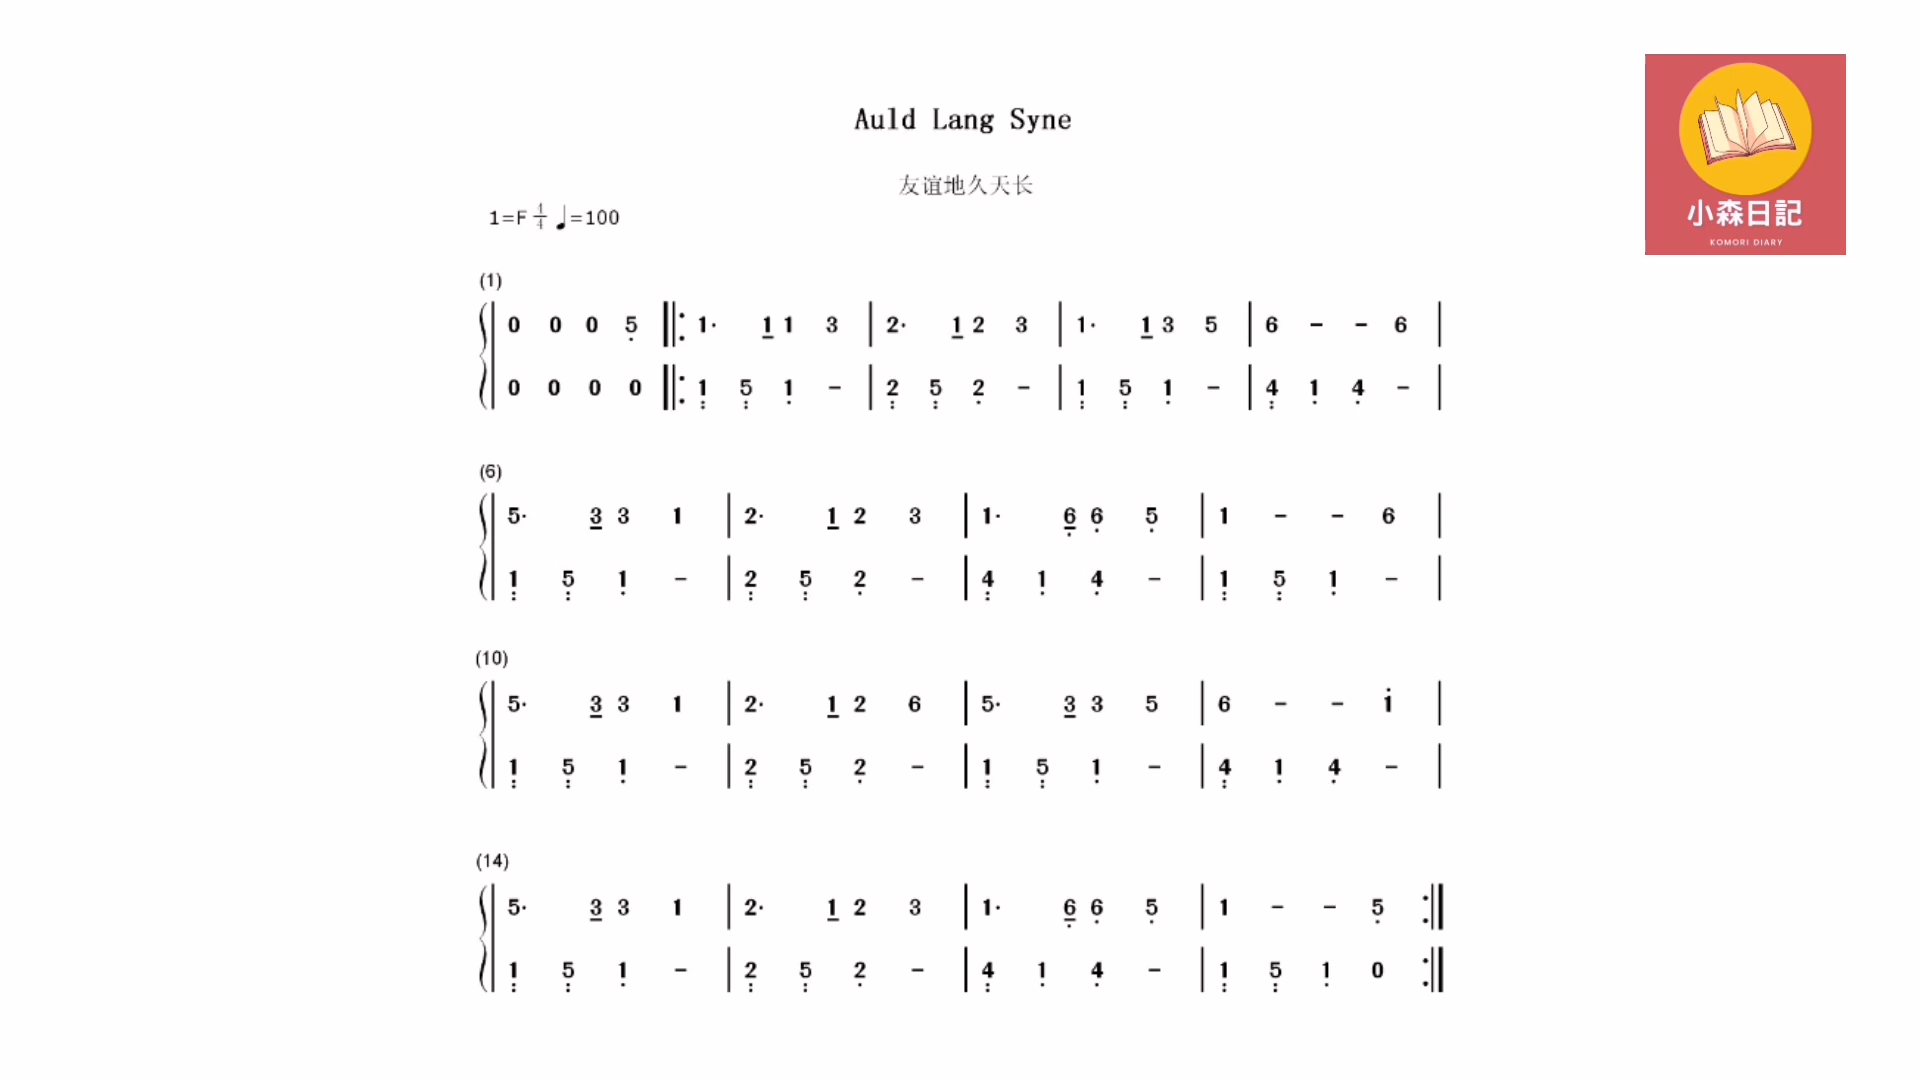 Auld Lang Syne
友谊地久天长
小森日記
KOMORI DIARY
1=F 4/4 ♩=100
(1)
0 0 0 5̣ ‖: 1· 1̲ 1 3 | 2· 1̲ 2 3 | 1· 1̲ 3 5 | 6 - - 6 |
0 0 0 0 ‖: 1 5 1 - | 2 5 2 - | 1 5 1 - | 4 1 4 - |
(6)
5· 3̲ 3 1 | 2· 1̲ 2 3 | 1· 6̲̣ 6̣ 5̣ | 1 - - 6 |
1 5 1 - | 2 5 2 - | 4 1 4 - | 1 5 1 - |
(10)
5· 3̲ 3 1 | 2· 1̲ 2 6 | 5· 3̲ 3 5 | 6 - - 1̇ |
1 5 1 - | 2 5 2 - | 1 5 1 - | 4 1 4 - |
(14)
5· 3̲ 3 1 | 2· 1̲ 2 3 | 1· 6̲̣ 6̣ 5̣ | 1 - - 5̣ :‖
1 5 1 - | 2 5 2 - | 4 1 4 - | 1 5 1 0 :‖